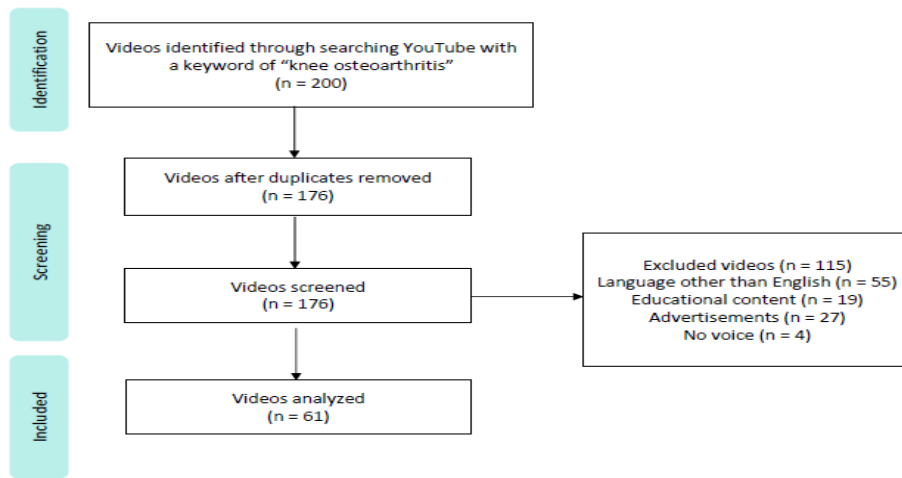 Identification
Videos identified through searching YouTube with
a keyword of “knee osteoarthritis”
(n = 200)
Screening
Videos after duplicates removed
(n = 176)
Videos screened
(n = 176)
Excluded videos (n = 115)
Language other than English (n = 55)
Educational content (n = 19)
Advertisements (n = 27)
No voice (n = 4)
Included
Videos analyzed
(n = 61)